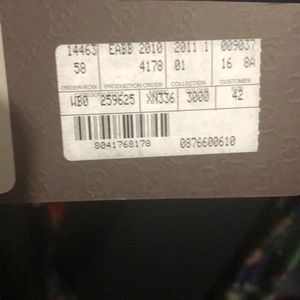 14463 EABB 2010 2011 1 009037
58 4178 01 16 8A
ORDER-ROW PRODUCTION ORDER COLLECTION CUSTOMER
WB0 259625 XN336 3000 42
8041768178 0876600610